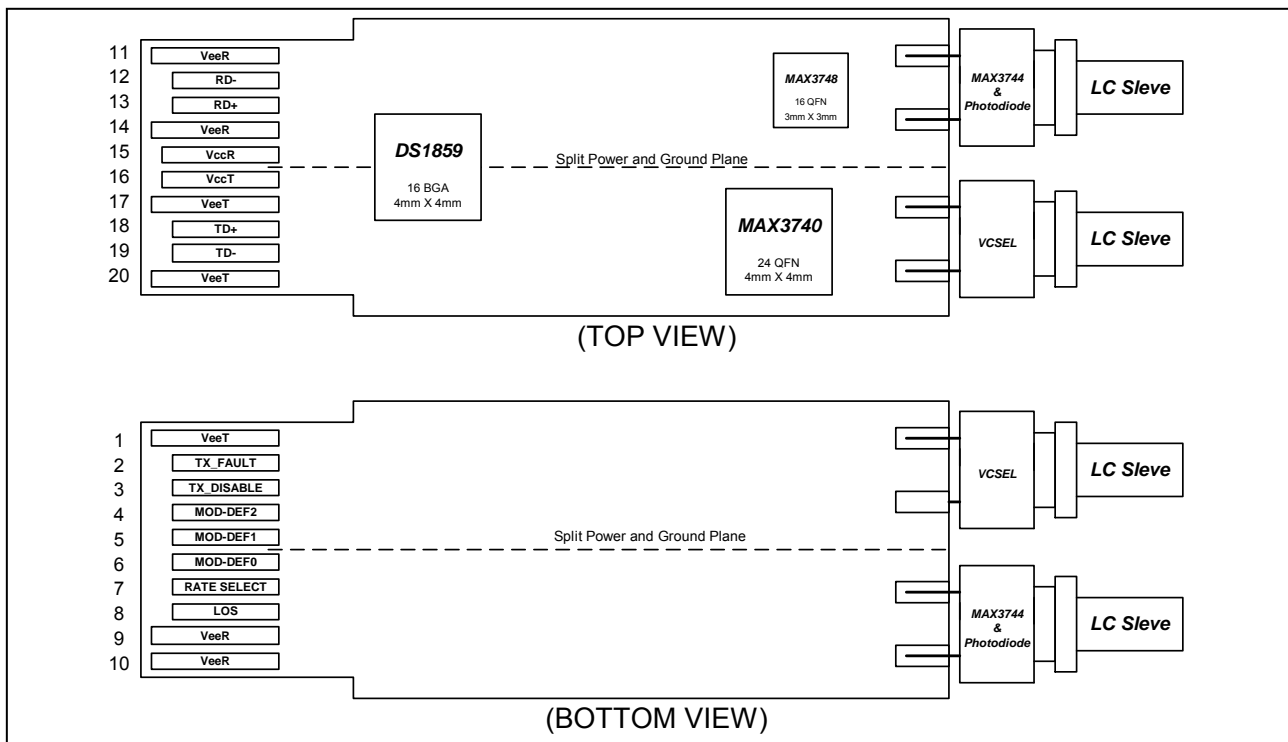 11 VeeR
12 RD-
13 RD+
14 VeeR
15 VccR
16 VccT
17 VeeT
18 TD+
19 TD-
20 VeeT
DS1859
16 BGA
4mm X 4mm
MAX3748
16 QFN
3mm X 3mm
Split Power and Ground Plane
MAX3740
24 QFN
4mm X 4mm
MAX3744
&
Photodiode
LC Sleve
VCSEL
LC Sleve
(TOP VIEW)
1 VeeT
2 TX_FAULT
3 TX_DISABLE
4 MOD-DEF2
5 MOD-DEF1
6 MOD-DEF0
7 RATE SELECT
8 LOS
9 VeeR
10 VeeR
Split Power and Ground Plane
VCSEL
LC Sleve
MAX3744
&
Photodiode
LC Sleve
(BOTTOM VIEW)